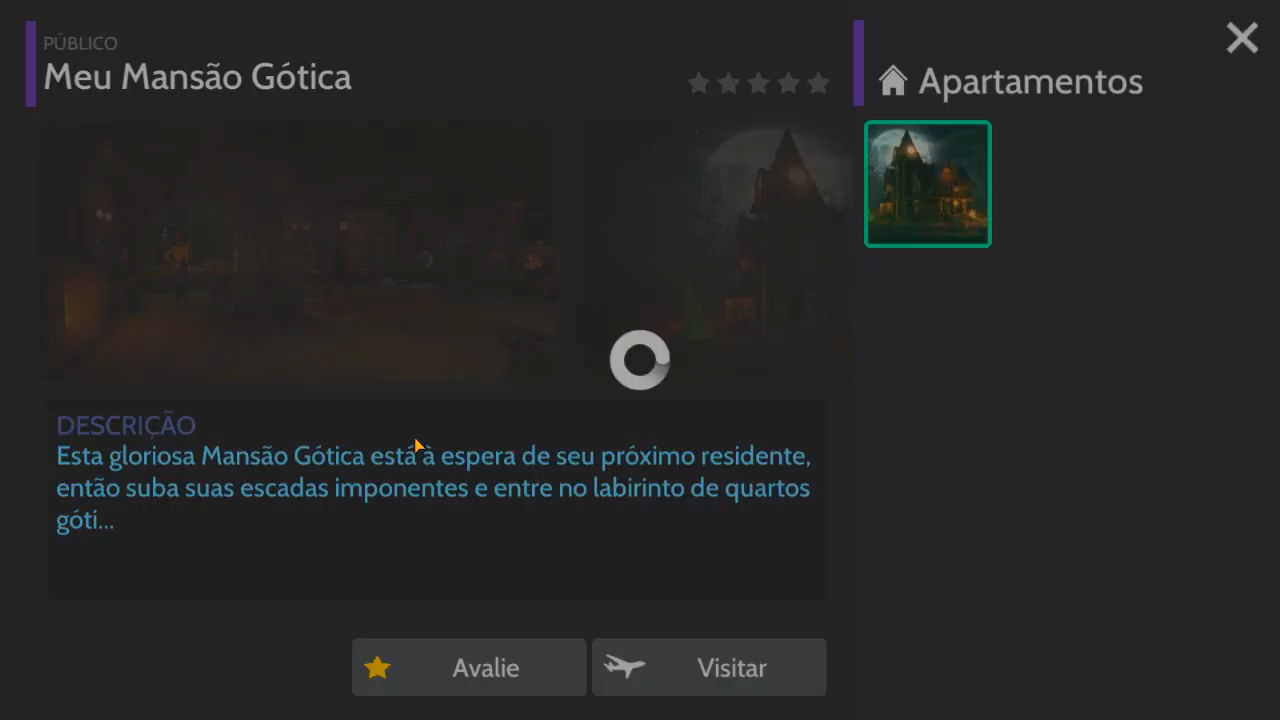 PÚBLICO
Meu Mansão Gótica
Apartamentos
DESCRIÇÃO
Esta gloriosa Mansão Gótica está à espera de seu próximo residente,
então suba suas escadas imponentes e entre no labirinto de quartos
góti...
Avalie
Visitar